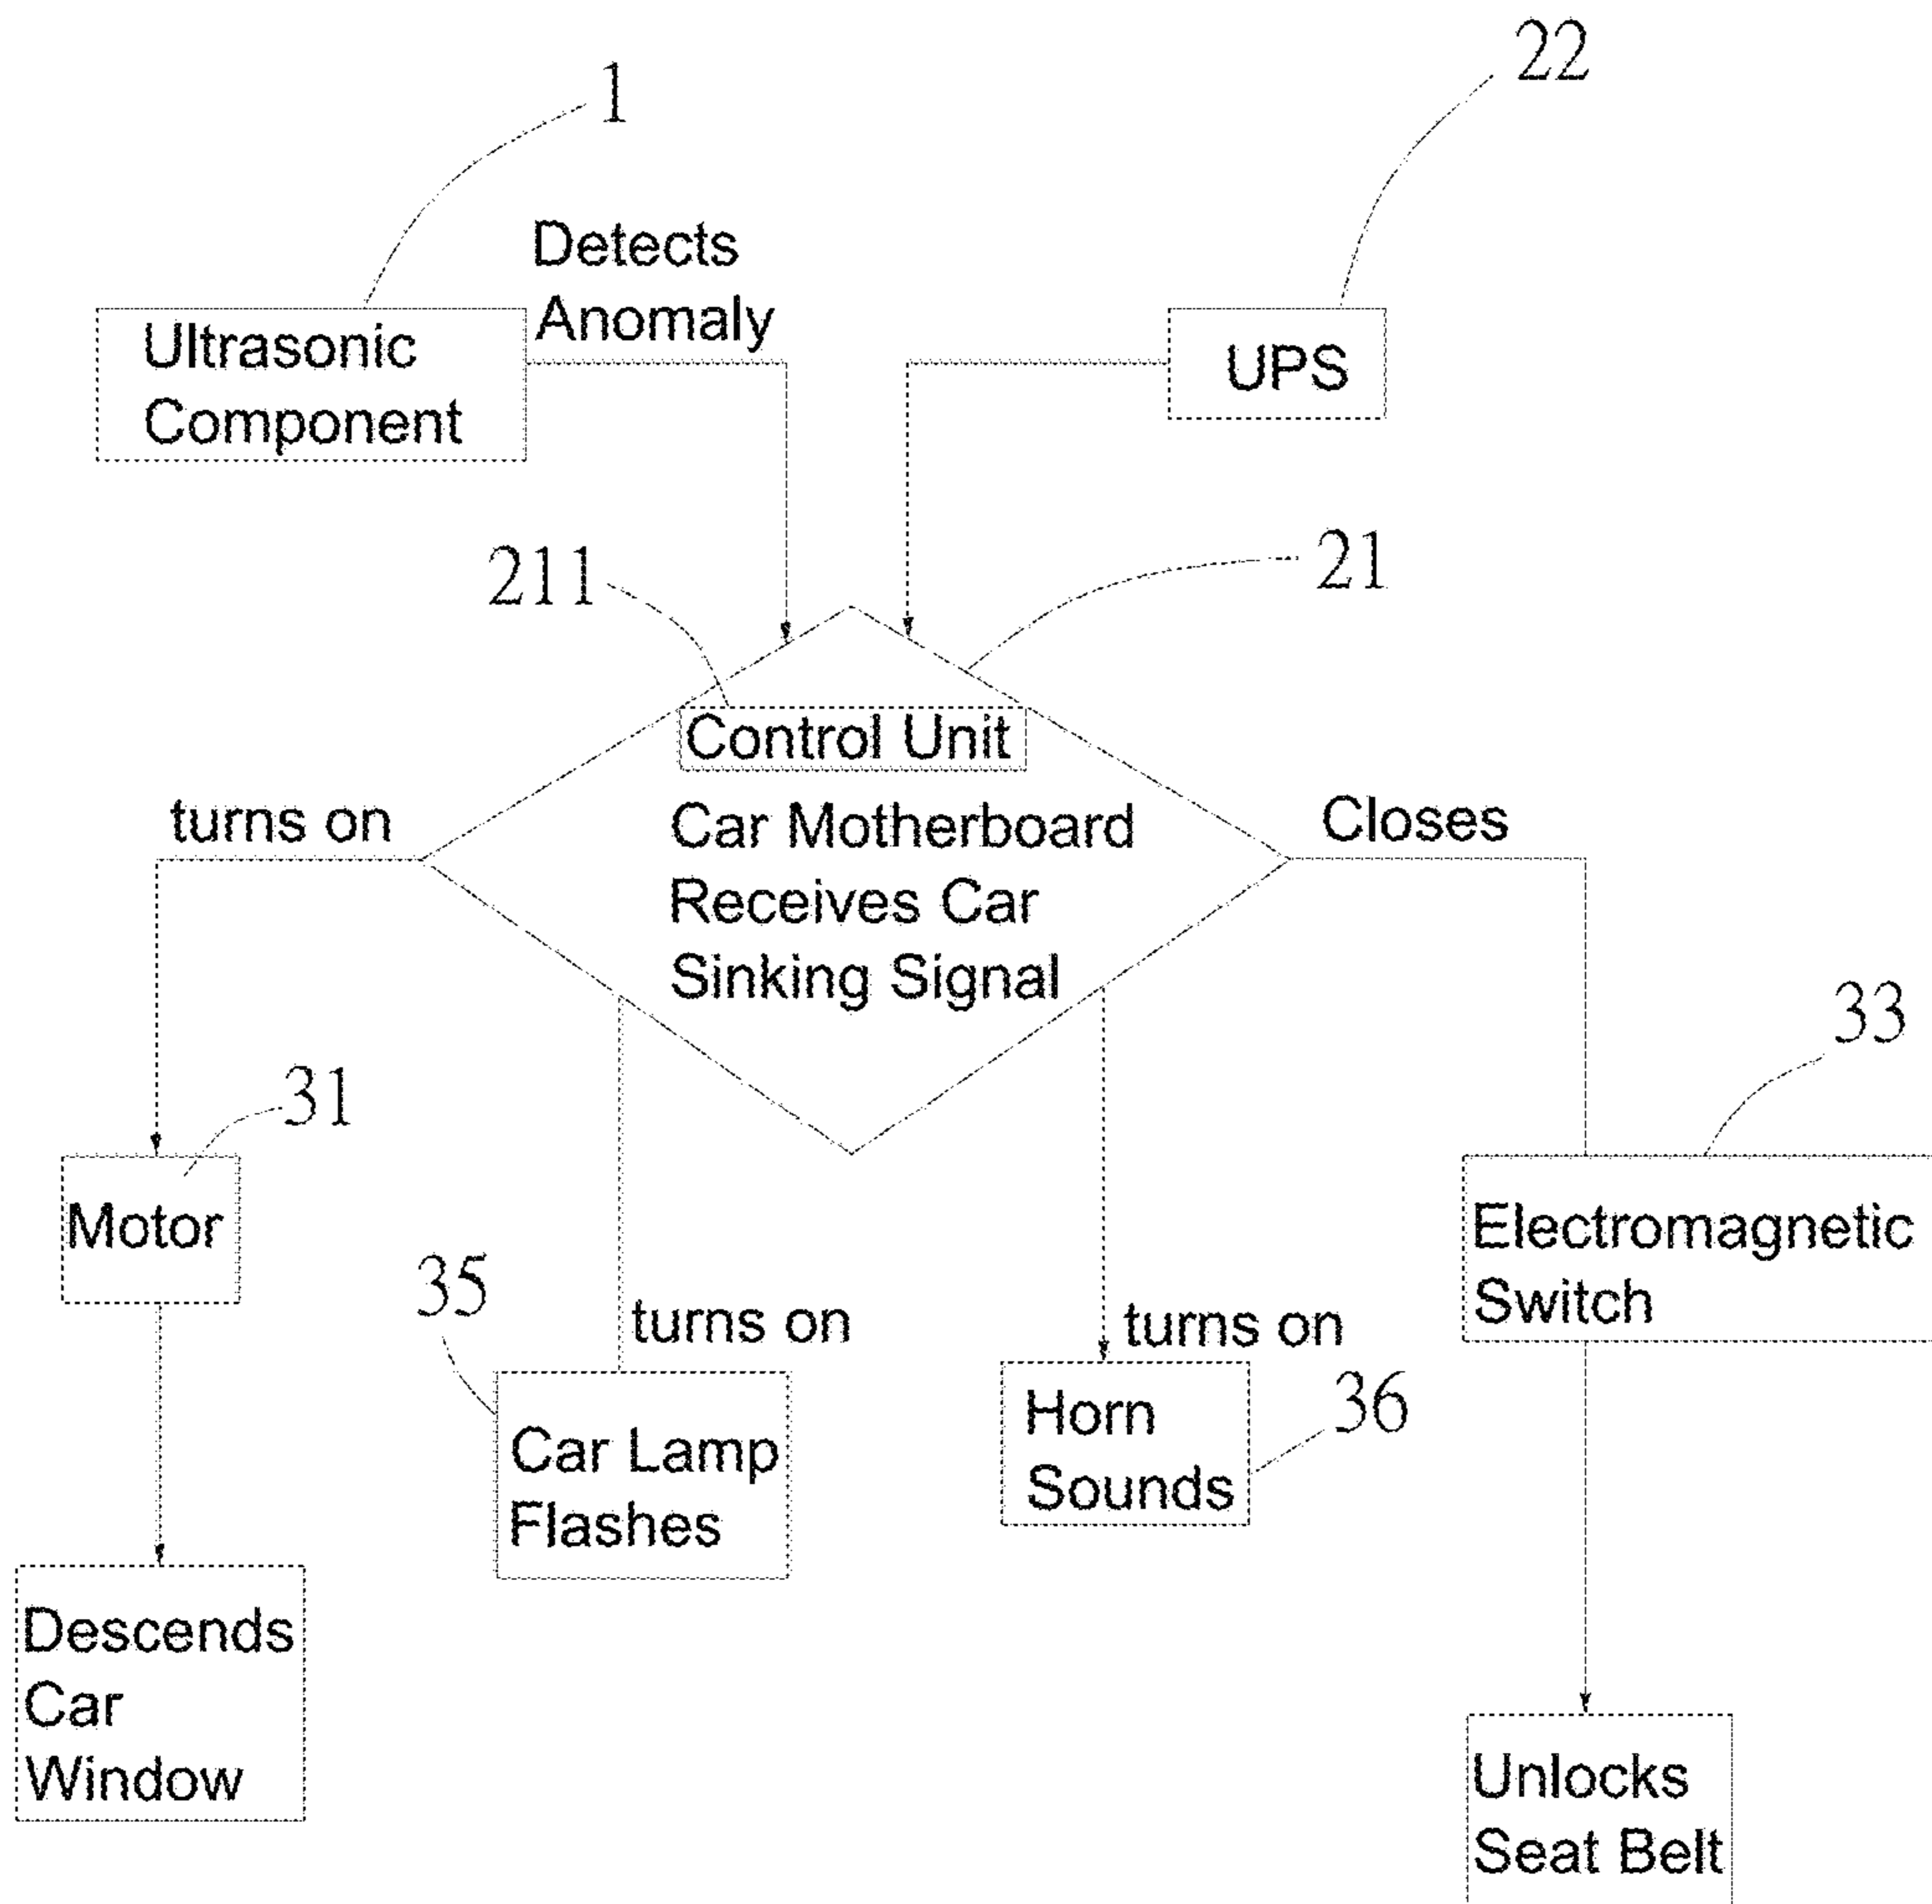 1
22
Detects
Anomaly
Ultrasonic
Component
UPS
211
21
Control Unit
Car Motherboard
Receives Car
Sinking Signal
turns on
Closes
33
31
Motor
Electromagnetic
Switch
35
turns on
turns on
Car Lamp
Flashes
Horn
Sounds
36
Descends
Car
Window
Unlocks
Seat Belt